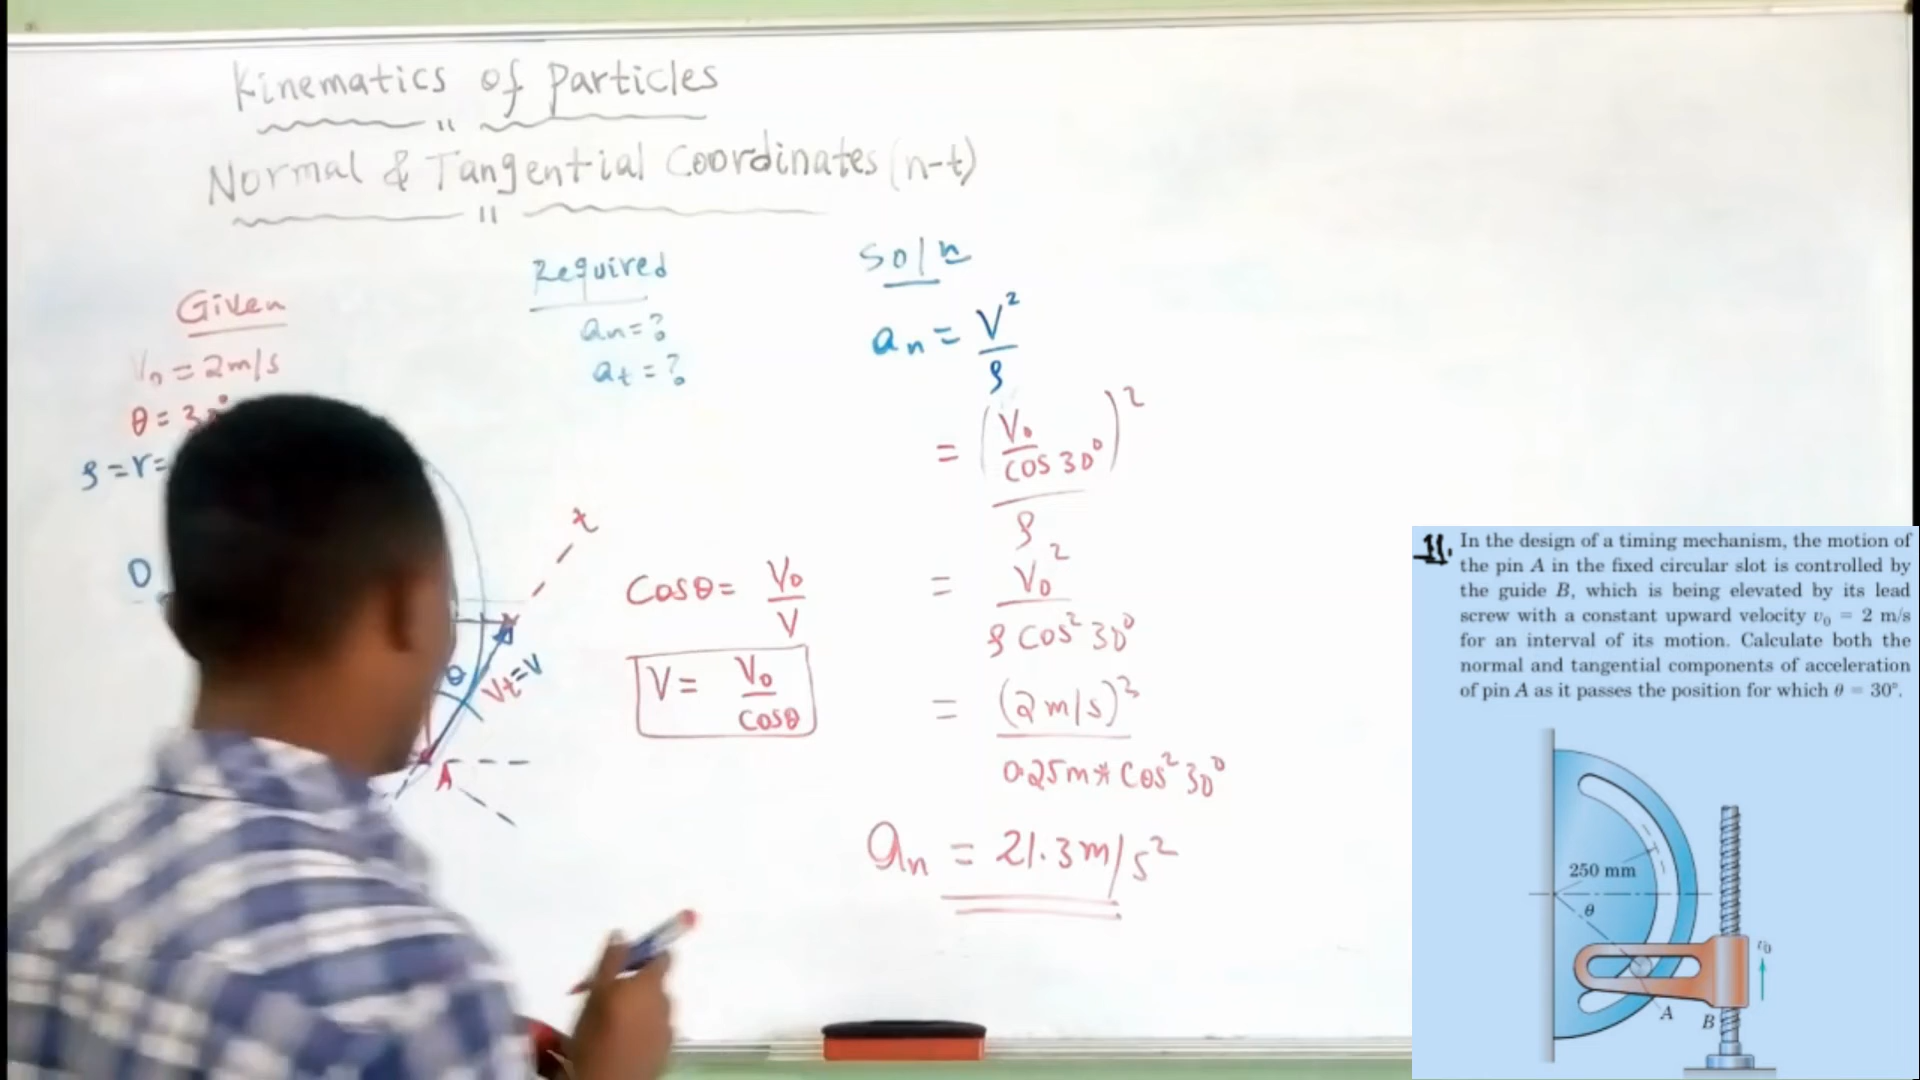 Kinematics of Particles
Normal & Tangential Coordinates (n-t)
Given
V₀ = 2m/s
θ = 3
ρ = r =
Required
an = ?
at = ?
O
t
θ
Vt = V
A
Cosθ = V₀/V
V = V₀/cosθ
Soln
an = V²/ρ
= (V₀/cos 30°)²/ρ
= V₀²/ρ cos² 30°
= (2 m/s)²/0.25m * cos² 30°
an = 21.3 m/s²
11. In the design of a timing mechanism, the motion of
the pin A in the fixed circular slot is controlled by
the guide B, which is being elevated by its lead
screw with a constant upward velocity v₀ = 2 m/s
for an interval of its motion. Calculate both the
normal and tangential components of acceleration
of pin A as it passes the position for which θ = 30°.
250 mm
θ
v₀
A
B